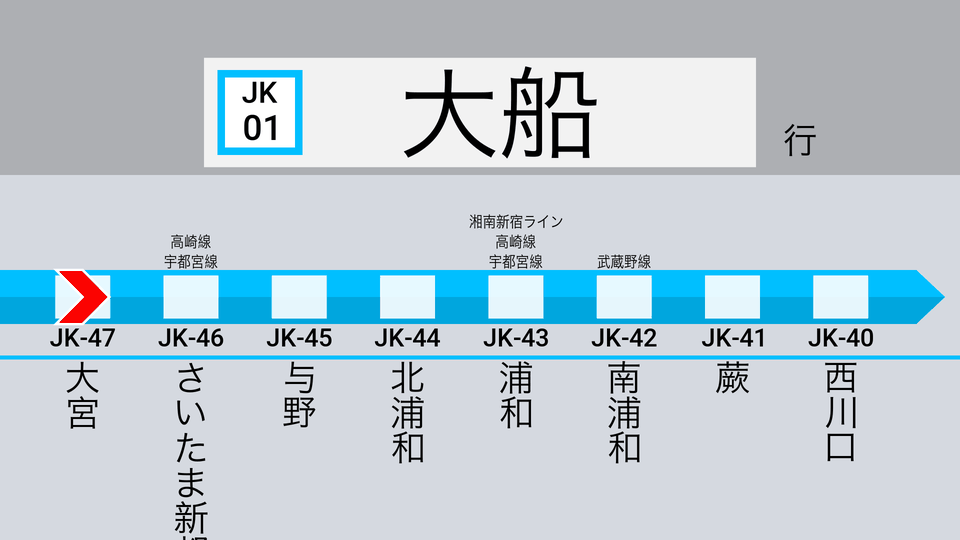 JK
01
大船
行
湘南新宿ライン
高崎線
高崎線
宇都宮線
宇都宮線
武蔵野線
JK-47
JK-46
JK-45
JK-44
JK-43
JK-42
JK-41
JK-40
大宮
さいたま新都
与野
北浦和
浦和
南浦和
蕨
西川口